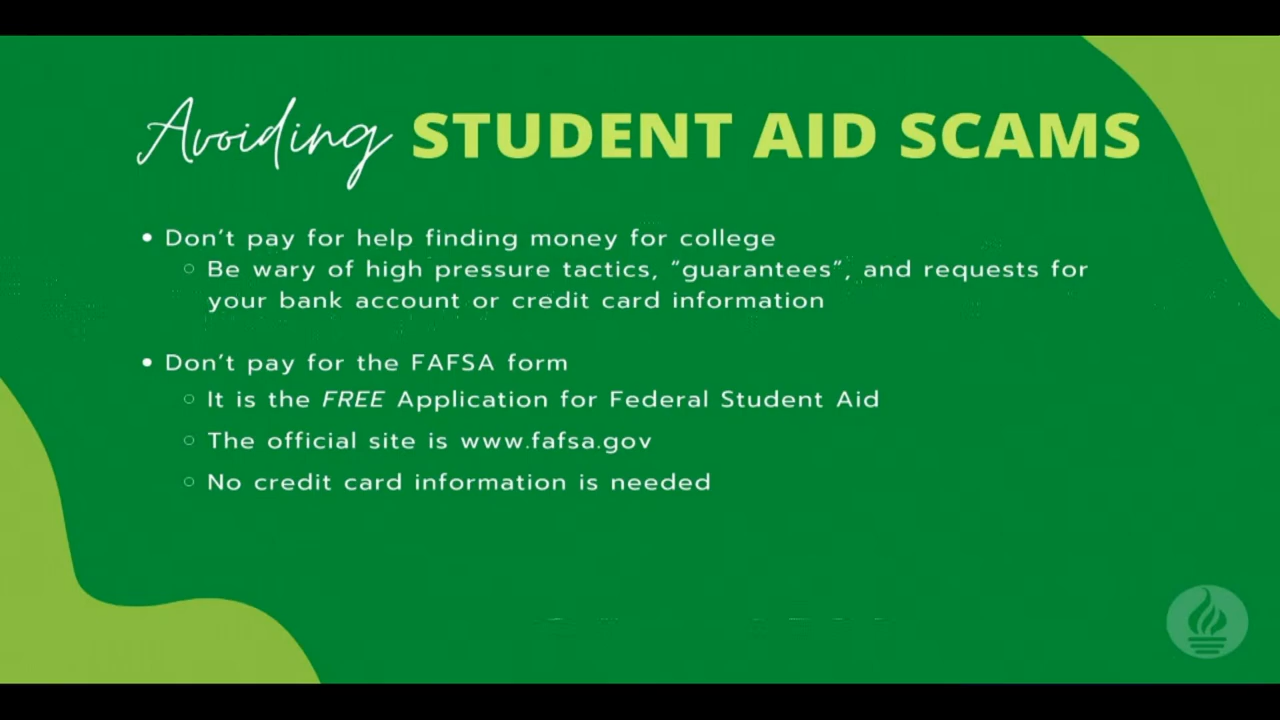 Avoiding STUDENT AID SCAMS
• Don't pay for help finding money for college
○ Be wary of high pressure tactics, “guarantees”, and requests for
your bank account or credit card information
• Don't pay for the FAFSA form
○ It is the FREE Application for Federal Student Aid
○ The official site is www.fafsa.gov
○ No credit card information is needed